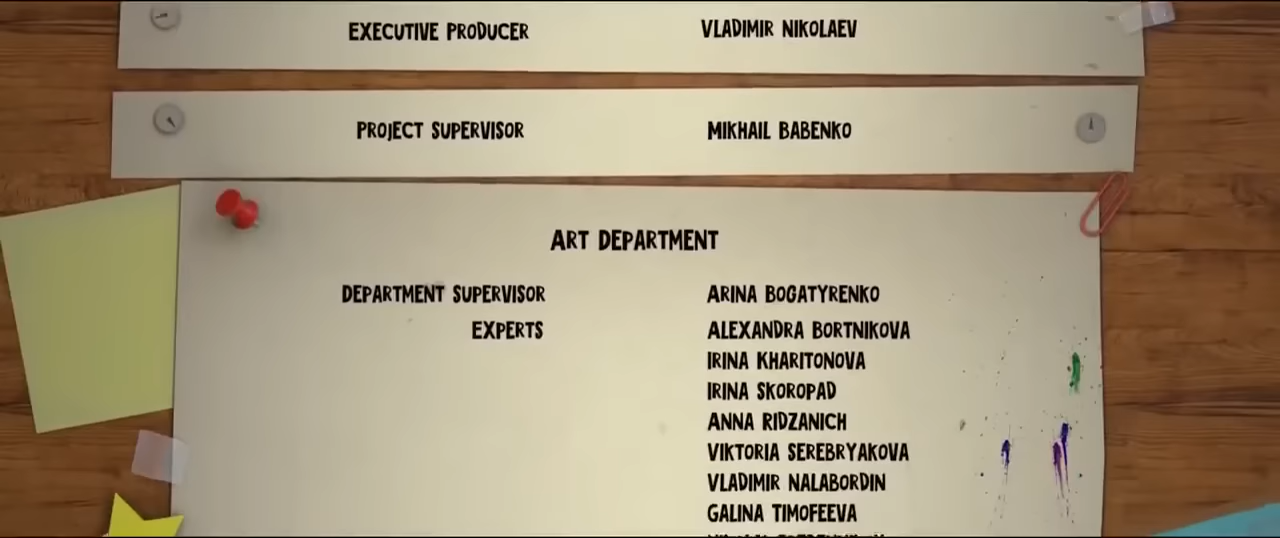 EXECUTIVE PRODUCER VLADIMIR NIKOLAEV
PROJECT SUPERVISOR MIKHAIL BABENKO
ART DEPARTMENT
DEPARTMENT SUPERVISOR ARINA BOGATYRENKO
EXPERTS ALEXANDRA BORTNIKOVA
IRINA KHARITONOVA
IRINA SKOROPAD
ANNA RIDZANICH
VIKTORIA SEREBRYAKOVA
VLADIMIR NALABORDIN
GALINA TIMOFEEVA